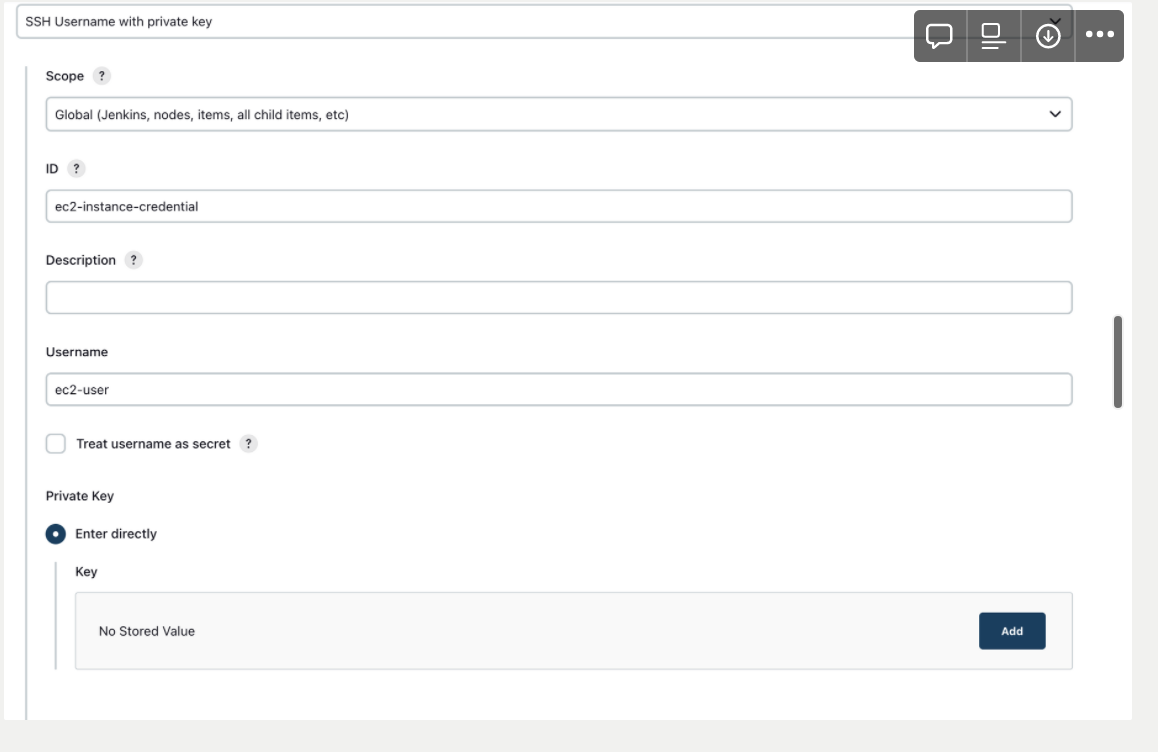 SSH Username with private key
Scope ?
Global (Jenkins, nodes, items, all child items, etc)
ID ?
ec2-instance-credential
Description ?
Username
ec2-user
Treat username as secret ?
Private Key
Enter directly
Key
No Stored Value
Add